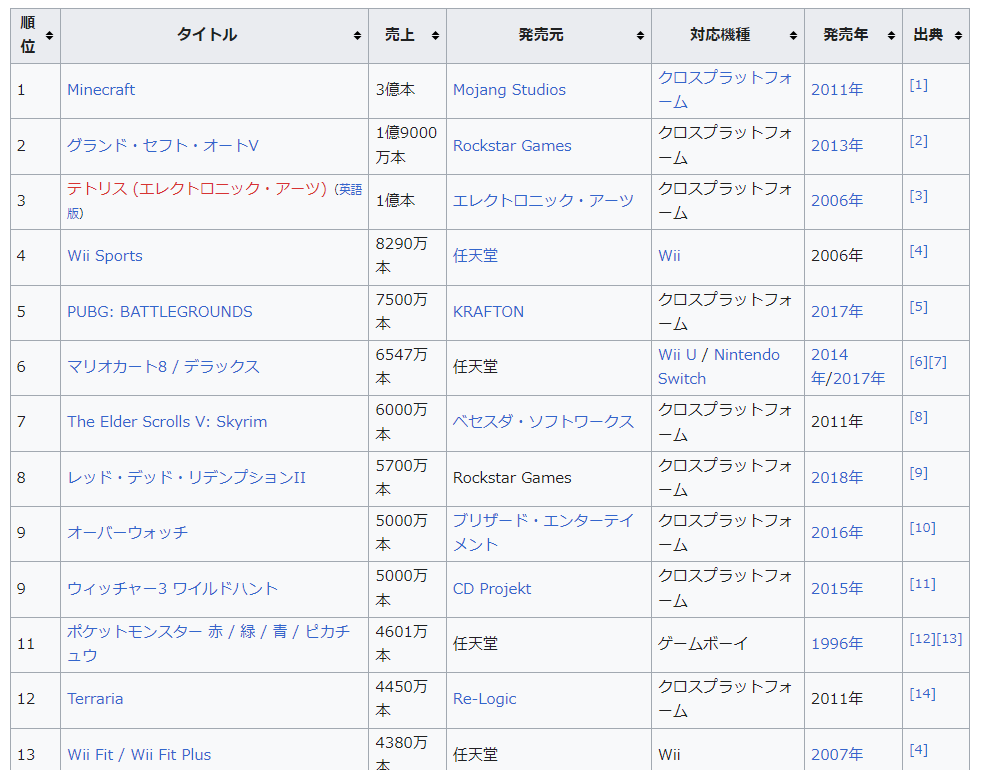 順位 タイトル 売上 発売元 対応機種 発売年 出典
1 Minecraft 3億本 Mojang Studios クロスプラットフォーム 2011年 [1]
2 グランド・セフト・オートV 1億9000万本 Rockstar Games クロスプラットフォーム 2013年 [2]
3 テトリス (エレクトロニック・アーツ) (英語版) 1億本 エレクトロニック・アーツ クロスプラットフォーム 2006年 [3]
4 Wii Sports 8290万本 任天堂 Wii 2006年 [4]
5 PUBG: BATTLEGROUNDS 7500万本 KRAFTON クロスプラットフォーム 2017年 [5]
6 マリオカート8 / デラックス 6547万本 任天堂 Wii U / Nintendo Switch 2014年/2017年 [6][7]
7 The Elder Scrolls V: Skyrim 6000万本 ベセスダ・ソフトワークス クロスプラットフォーム 2011年 [8]
8 レッド・デッド・リデンプションII 5700万本 Rockstar Games クロスプラットフォーム 2018年 [9]
9 オーバーウォッチ 5000万本 ブリザード・エンターテイメント クロスプラットフォーム 2016年 [10]
9 ウィッチャー3 ワイルドハント 5000万本 CD Projekt クロスプラットフォーム 2015年 [11]
11 ポケットモンスター 赤 / 緑 / 青 / ピカチュウ 4601万本 任天堂 ゲームボーイ 1996年 [12][13]
12 Terraria 4450万本 Re-Logic クロスプラットフォーム 2011年 [14]
13 Wii Fit / Wii Fit Plus 4380万本 任天堂 Wii 2007年 [4]